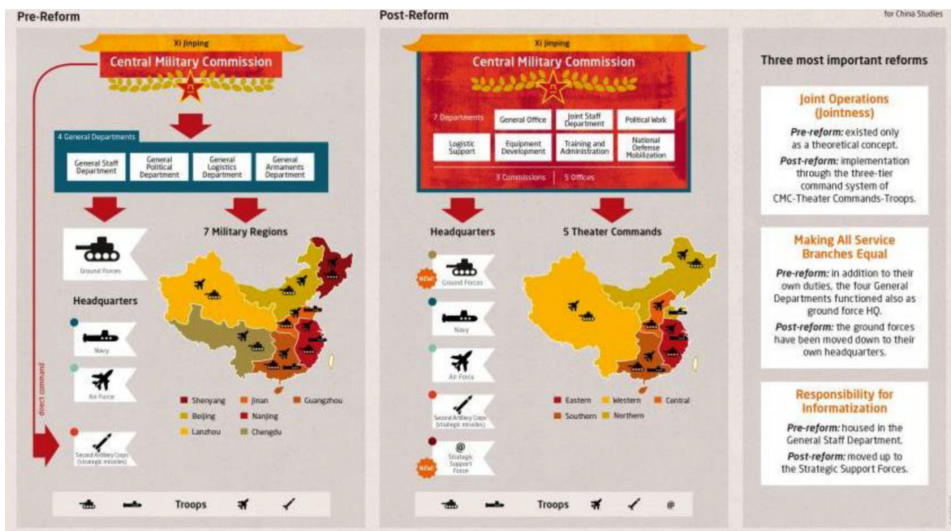 Pre-Reform
Xi Jinping
Central Military Commission
4 General Departments
General Staff
Department
General
Political
Department
General
Logistics
Department
General
Armaments
Department
Ground Forces
Headquarters
Navy
Air Force
Second Artillery Corps
(strategic missiles)
direct command
7 Military Regions
Shenyang
Jinan
Guangzhou
Beijing
Nanjing
Lanzhou
Chengdu
Troops
Post-Reform
Xi Jinping
Central Military Commission
7 Departments
General Office
Joint Staff
Department
Political Work
Logistic
Support
Equipment
Development
Training and
Administration
National
Defense
Mobilization
3 Commissions
5 Offices
Headquarters
NEW!
Ground Forces
Navy
Air Force
Second Artillery Corps
(strategic missiles)
NEW!
@
Strategic
Support
Force
5 Theater Commands
Eastern
Western
Central
Southern
Northern
Troops
@
for China Studies
Three most important reforms
Joint Operations
(Jointness)
Pre-reform: existed only
as a theoretical concept.
Post-reform: implementation
through the three-tier
command system of
CMC-Theater Commands-Troops.
Making All Service
Branches Equal
Pre-reform: in addition to their
own duties, the four General
Departments functioned also as
ground force HQ.
Post-reform: the ground forces
have been moved down to their
own headquarters.
Responsibility for
Informatization
Pre-reform: housed in the
General Staff Department.
Post-reform: moved up to
the Strategic Support Forces.